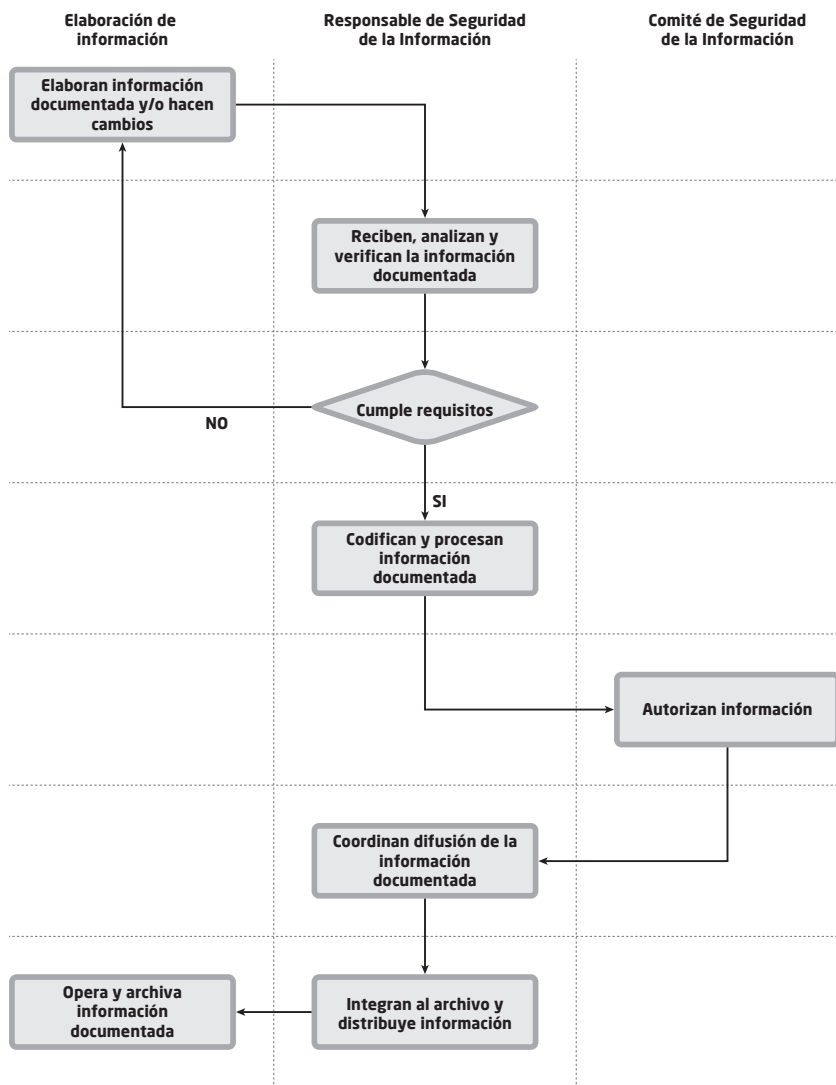 Elaboración de
información
Responsable de Seguridad
de la Información
Comité de Seguridad
de la Información
Elaboran información
documentada y/o hacen
cambios
Reciben, analizan y
verifican la información
documentada
Cumple requisitos
NO
SI
Codifican y procesan
información
documentada
Autorizan información
Coordinan difusión de la
información
documentada
Opera y archiva
información
documentada
Integran al archivo y
distribuye información